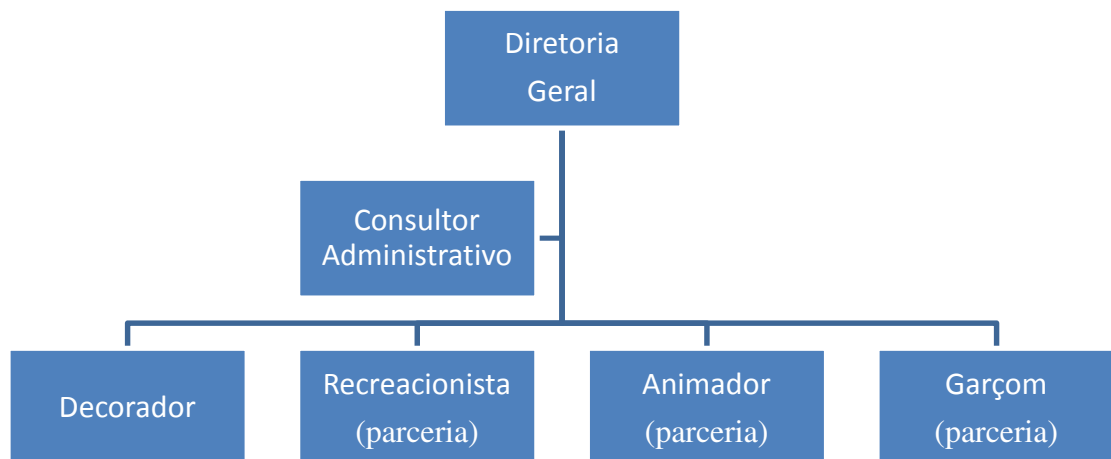 Diretoria
Geral
Consultor
Administrativo
Decorador
Recreacionista
(parceria)
Animador
(parceria)
Garçom
(parceria)